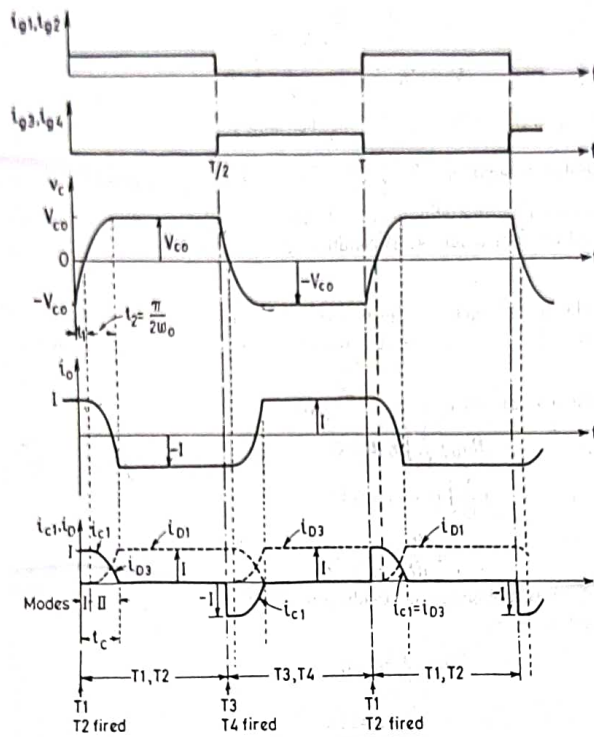 ig1,ig2
t
ig3,ig4
t
T/2 T
vc
Vco
Vco
0
t
-Vco
-Vco
t1 t2 = π/2ω0
io
I
I
-I
t
ic1,iD
ic1 iD1 iD3 iD1
I
iD3
I
I
Modes I II
-I
ic1
ic1=iD3
-I
tc
T1,T2 T3,T4 T1,T2
T1 T3 T1
T2 fired T4 fired T2 fired